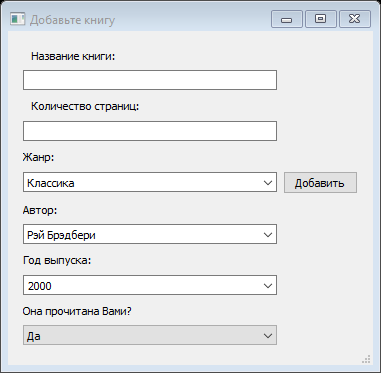 Добавьте книгу
Название книги:
Количество страниц:
Жанр:
Классика
Добавить
Автор:
Рэй Брэдбери
Год выпуска:
2000
Она прочитана Вами?
Да